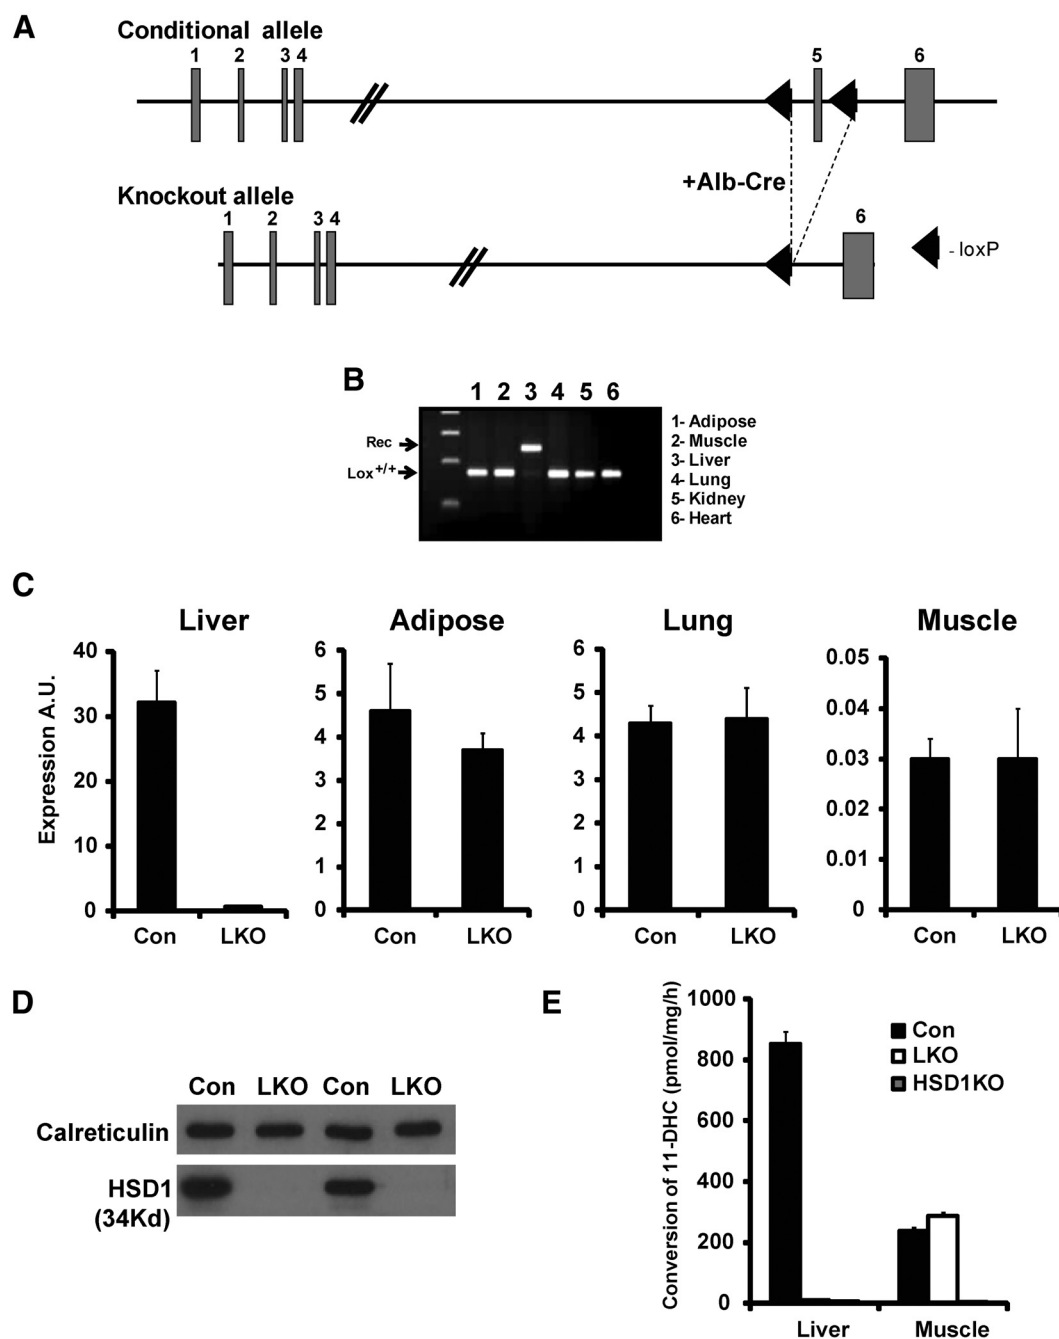 A
Conditional allele
1 2 3 4 5 6
+Alb-Cre
Knockout allele
1 2 3 4 6
- loxP
B
1 2 3 4 5 6
Rec
Lox+/+
1- Adipose
2- Muscle
3- Liver
4- Lung
5- Kidney
6- Heart
C
Liver
Expression A.U.
40
30
20
10
0
Con LKO
Adipose
6
5
4
3
2
1
0
Con LKO
Lung
6
5
4
3
2
1
0
Con LKO
Muscle
0.05
0.04
0.03
0.02
0.01
0
Con LKO
D
Con LKO Con LKO
Calreticulin
HSD1
(34Kd)
E
Conversion of 11-DHC (pmol/mg/h)
1000
800
600
400
200
0
Con
LKO
HSD1KO
Liver Muscle